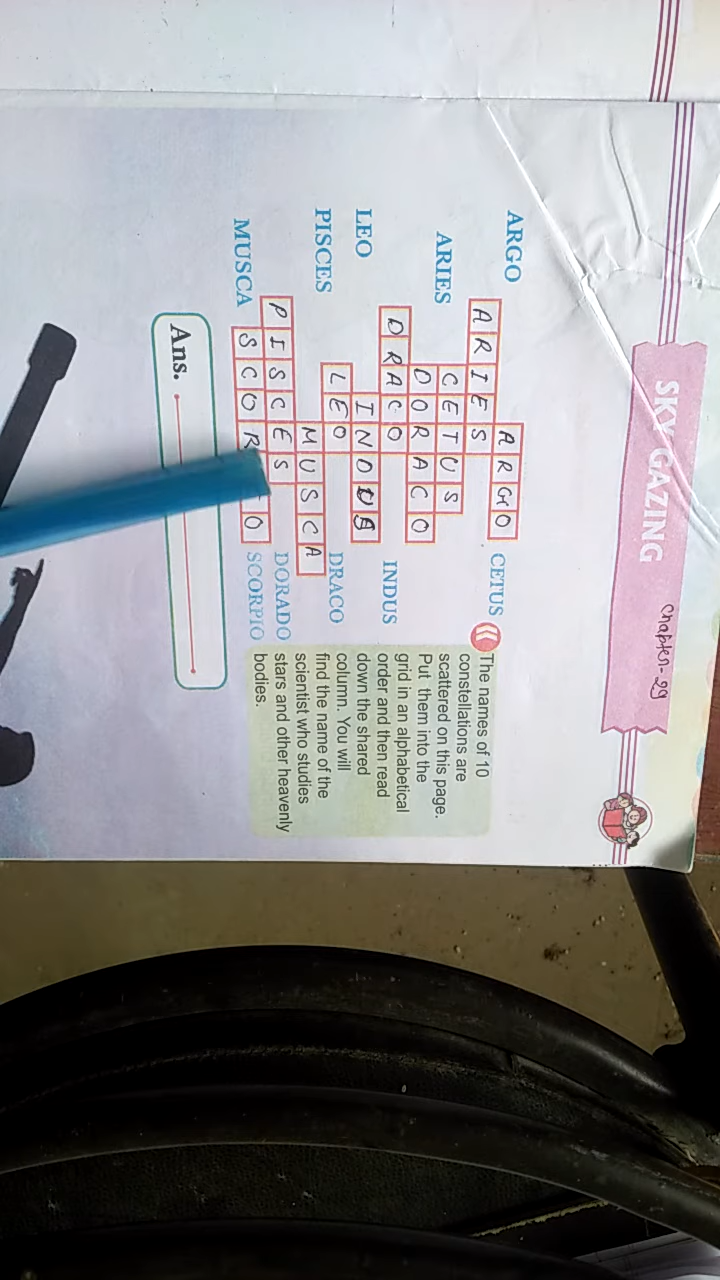 Chapter-29
SKY GAZING
ARGO
CETUS
The names of 10
constellations are
scattered on this page.
Put them into the
grid in an alphabetical
order and then read
down the shared
column. You will
find the name of the
scientist who studies
stars and other heavenly
bodies.
ARIES
LEO
INDUS
PISCES
DRACO
DORADO
MUSCA
SCORPIO
A R G O
A R I E S
C E T U S
D O R A C O
D R A C O
I N D U S
L E O
M U S C A
P I S C E S
S C O R O
Ans.